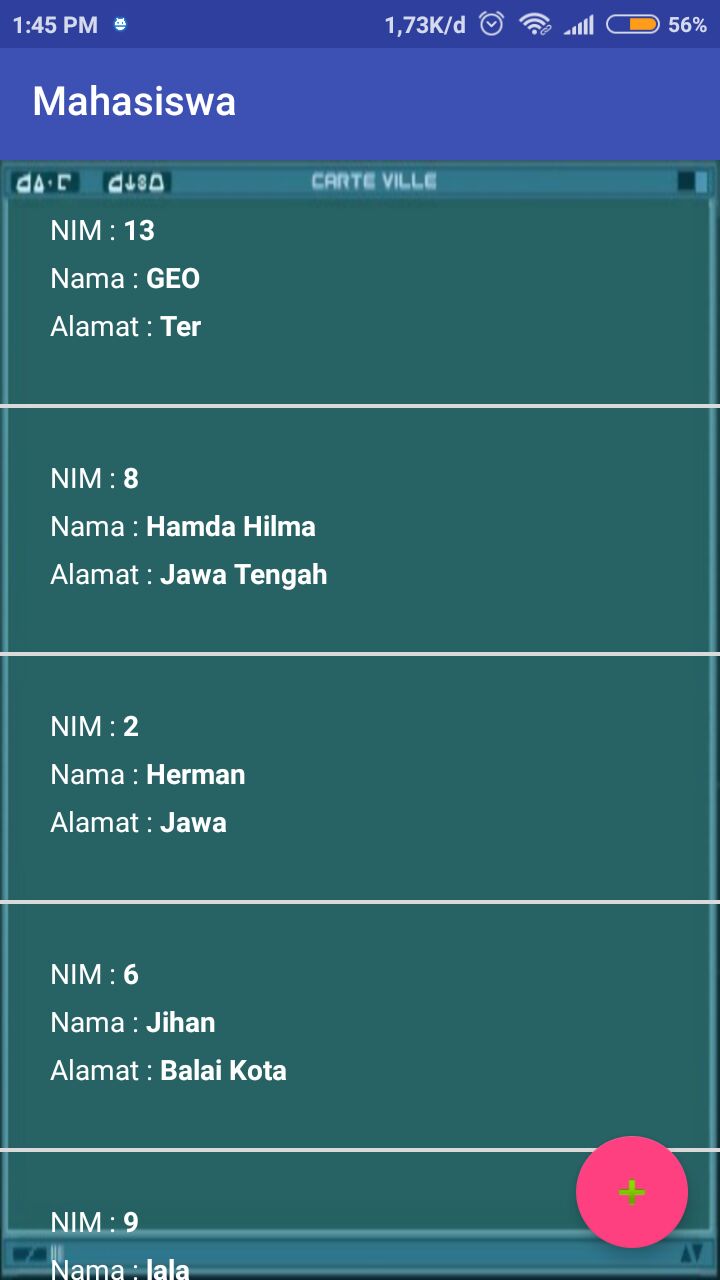 1:45 PM
1,73K/d
56%
Mahasiswa
CARTE VILLE
NIM : 13
Nama : GEO
Alamat : Ter
NIM : 8
Nama : Hamda Hilma
Alamat : Jawa Tengah
NIM : 2
Nama : Herman
Alamat : Jawa
NIM : 6
Nama : Jihan
Alamat : Balai Kota
NIM : 9
Nama : lala